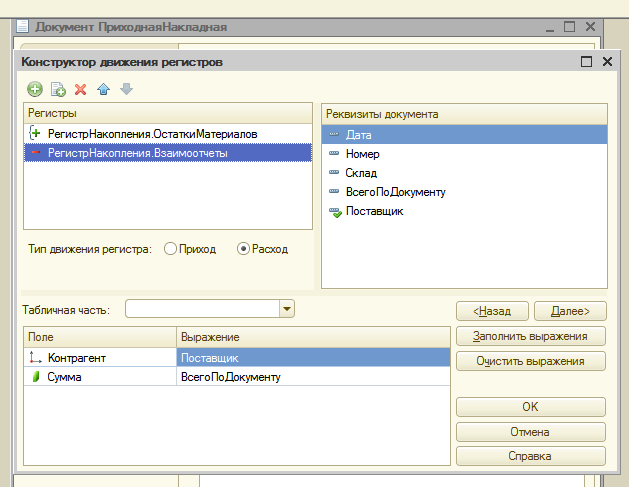 Документ ПриходнаяНакладная
Конструктор движения регистров
Регистры
РегистрНакопления.ОстаткиМатериалов
РегистрНакопления.Взаимоотчеты
Реквизиты документа
Дата
Номер
Склад
ВсегоПоДокументу
Поставщик
Тип движения регистра: Приход Расход
Табличная часть:
<Назад Далее>
Заполнить выражения
Очистить выражения
Поле Выражение
Контрагент Поставщик
Сумма ВсегоПоДокументу
OK
Отмена
Справка